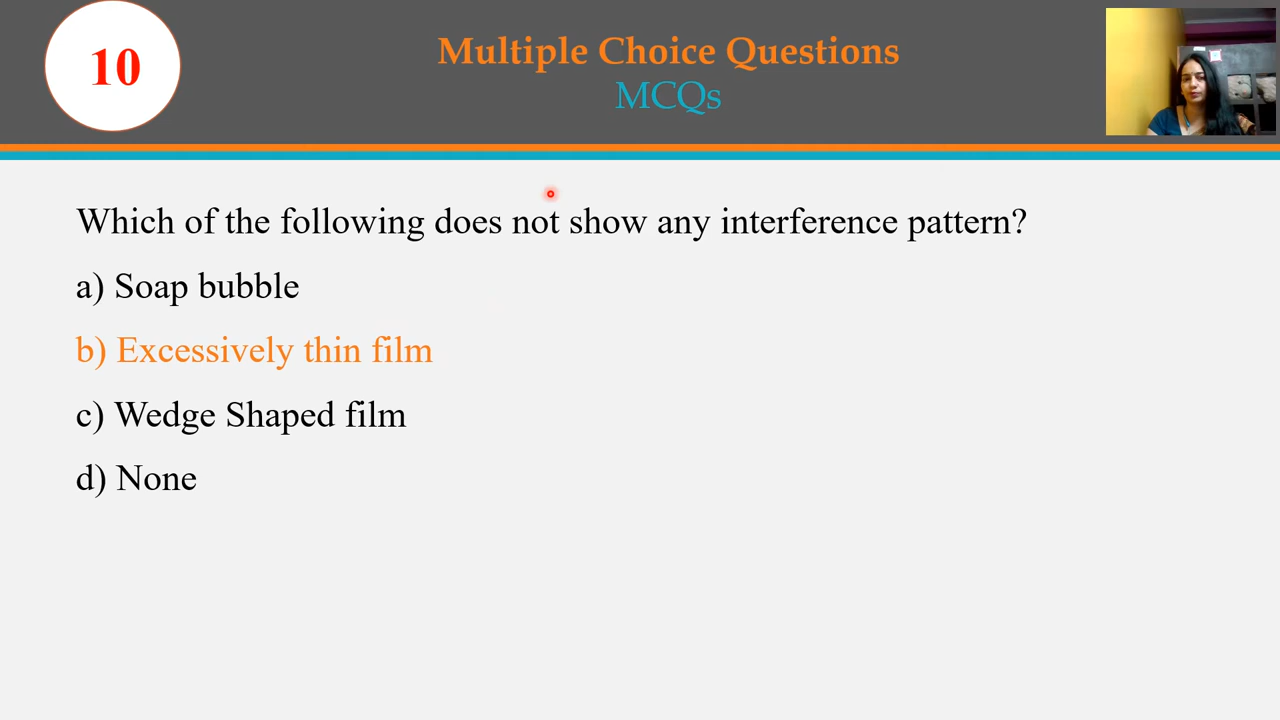 10
Multiple Choice Questions
MCQs
Which of the following does not show any interference pattern?
a) Soap bubble
b) Excessively thin film
c) Wedge Shaped film
d) None